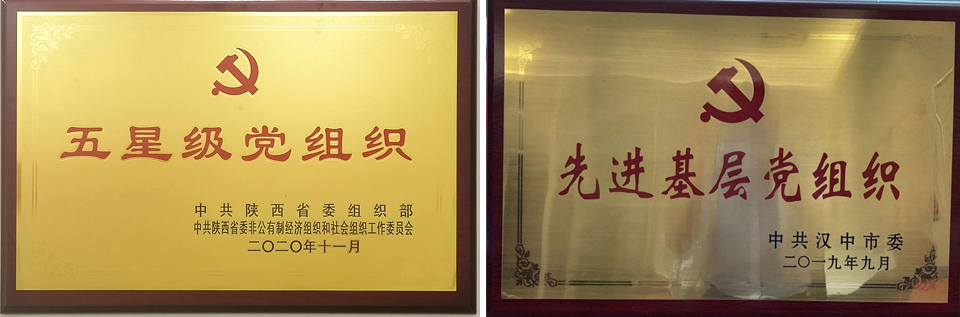 五星级党组织
中共陕西省委组织部
中共陕西省委非公有制经济组织和社会组织工作委员会
二〇二〇年十一月
先进基层党组织
中共汉中市委
二〇一九年九月